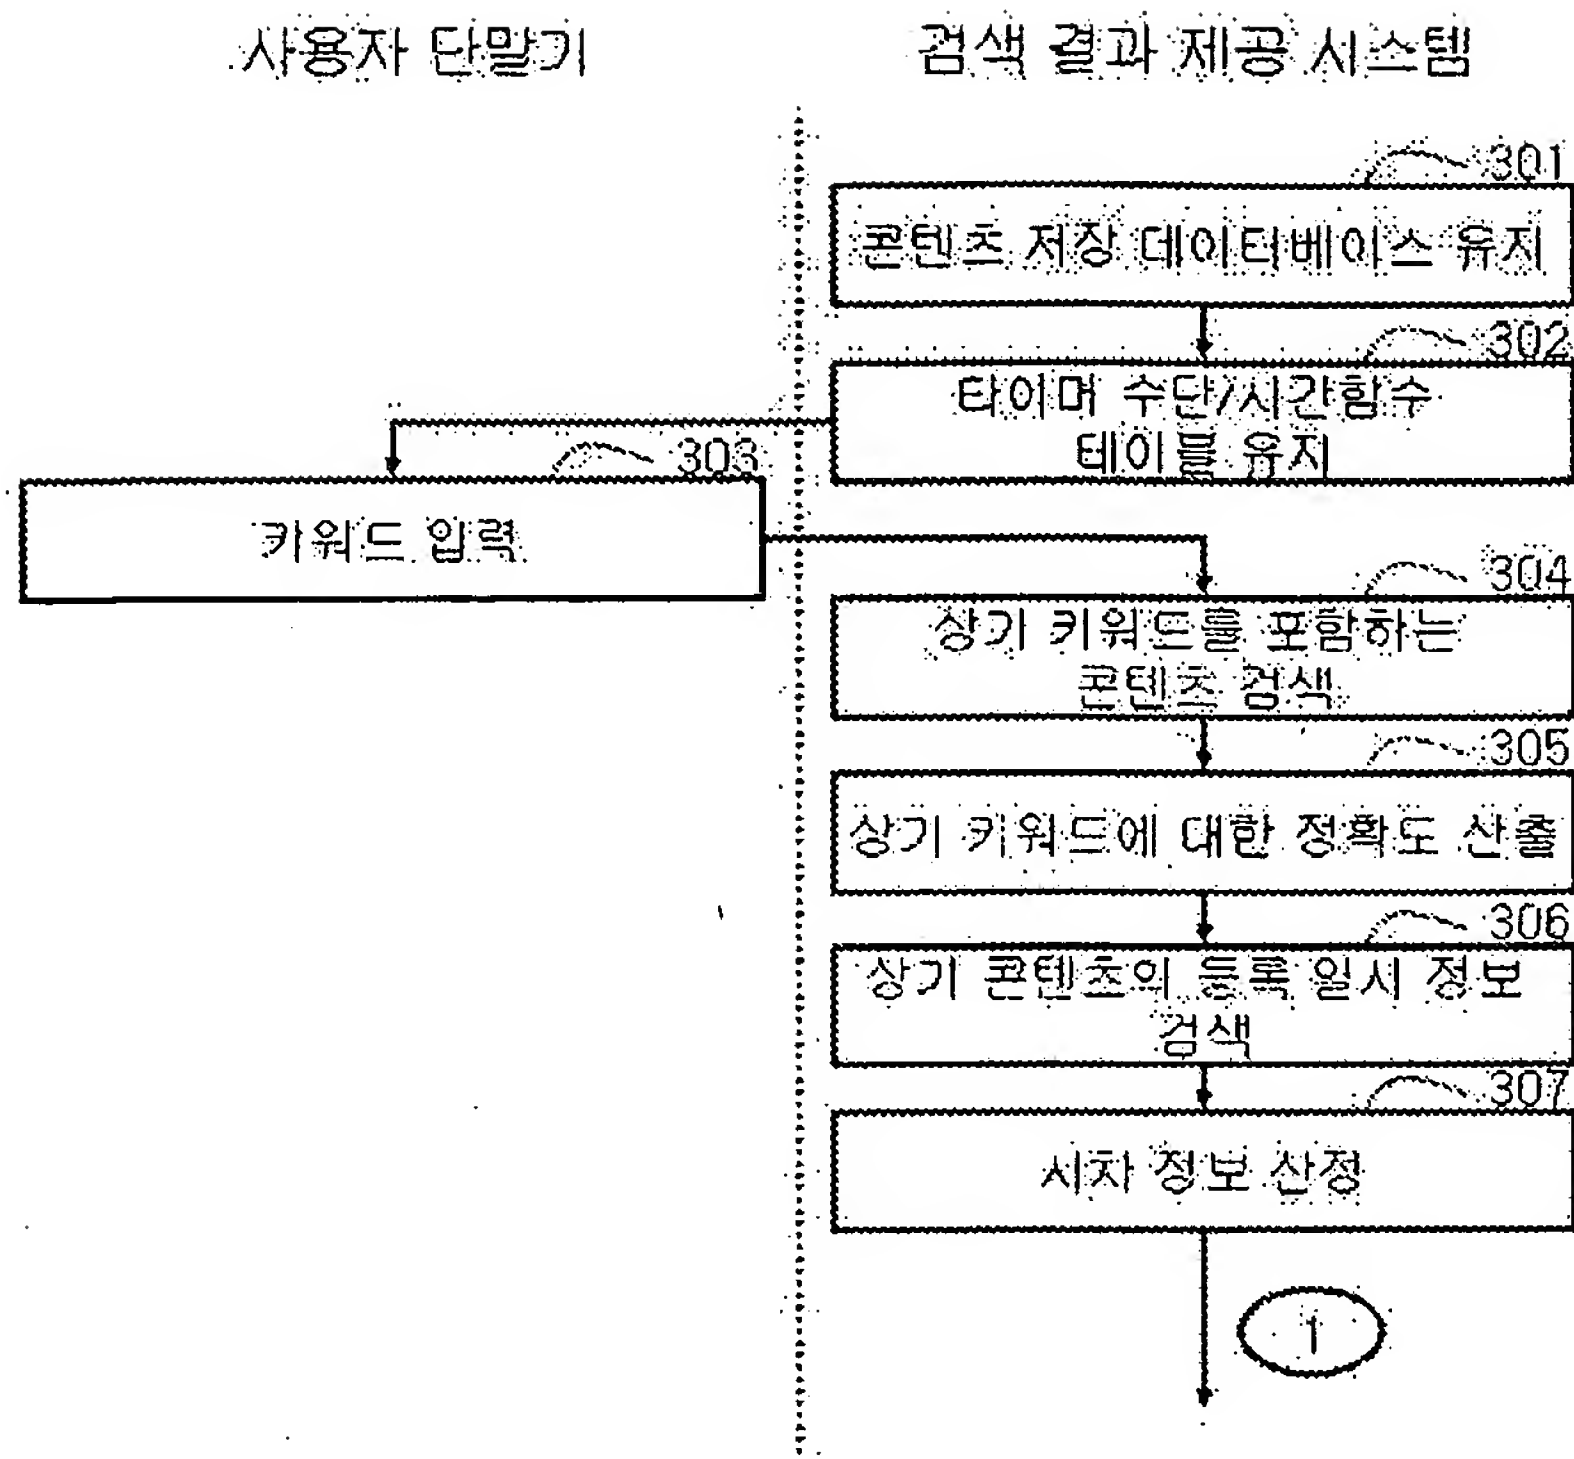 사용자 단말기
검색 결과 제공 시스템
301
콘텐츠 저장 데이터베이스 유지
302
타이머 수단/시간함수
테이블 유지
303
키워드 입력
304
상기 키워드를 포함하는
콘텐츠 검색
305
상기 키워드에 대한 정확도 산출
306
상기 콘텐츠의 등록 일시 정보
검색
307
시차 정보 산정
1